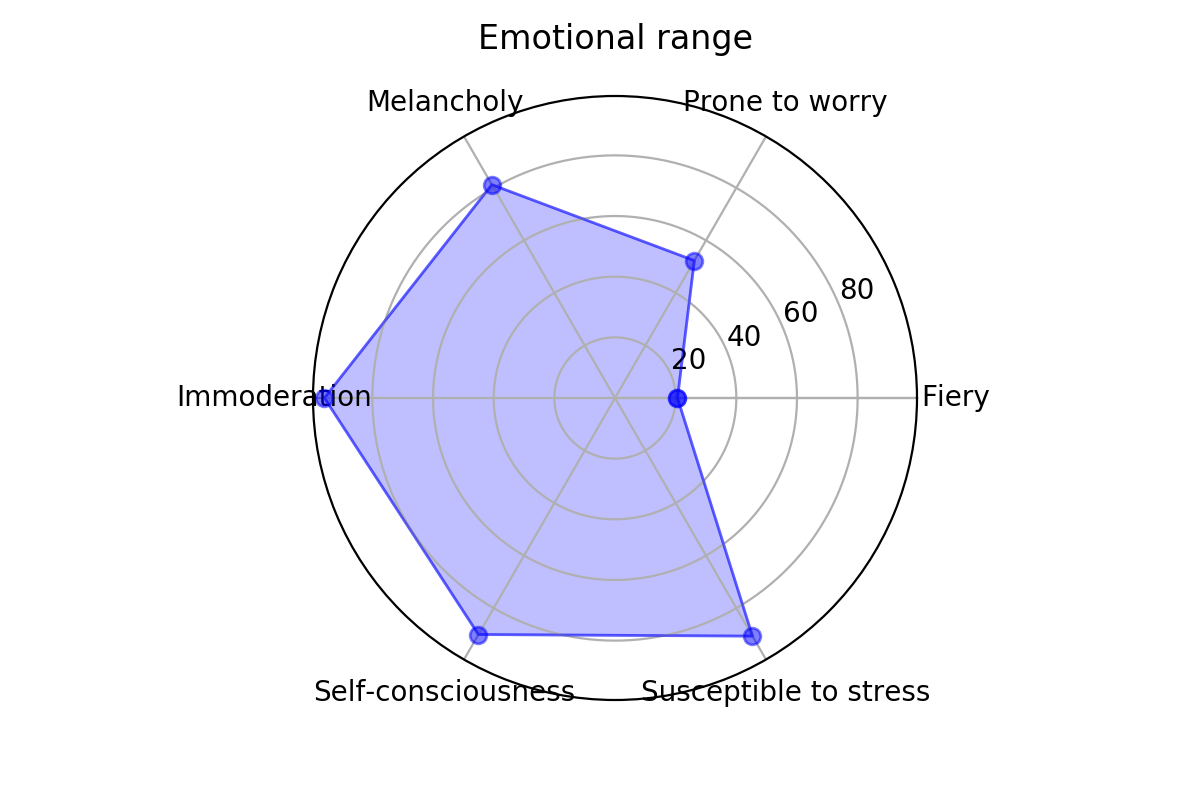 Emotional range
Melancholy
Prone to worry
80
60
40
20
Immoderation
Fiery
Self-consciousness
Susceptible to stress